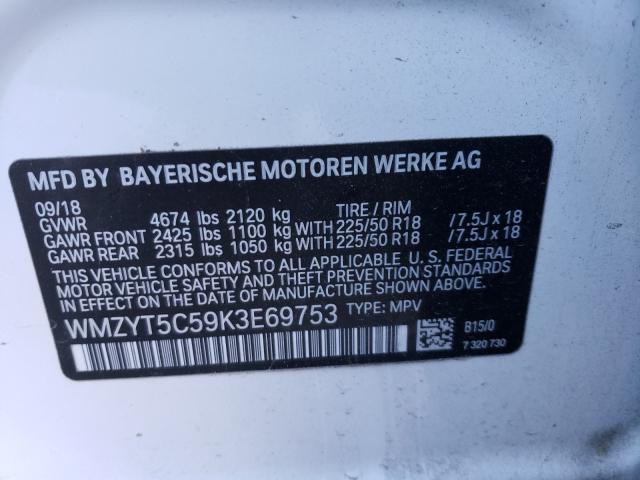 MFD BY BAYERISCHE MOTOREN WERKE AG
09/18
GVWR 4674 lbs 2120 kg TIRE / RIM
GAWR FRONT 2425 lbs 1100 kg WITH 225/50 R18 /7.5J x 18
GAWR REAR 2315 lbs 1050 kg WITH 225/50 R18 /7.5J x 18
THIS VEHICLE CONFORMS TO ALL APPLICABLE U. S. FEDERAL
MOTOR VEHICLE SAFETY AND THEFT PREVENTION STANDARDS
IN EFFECT ON THE DATE OF MANUFACTURE SHOWN ABOVE.
WMZYT5C59K3E69753 TYPE: MPV
B15/0
7 320 730